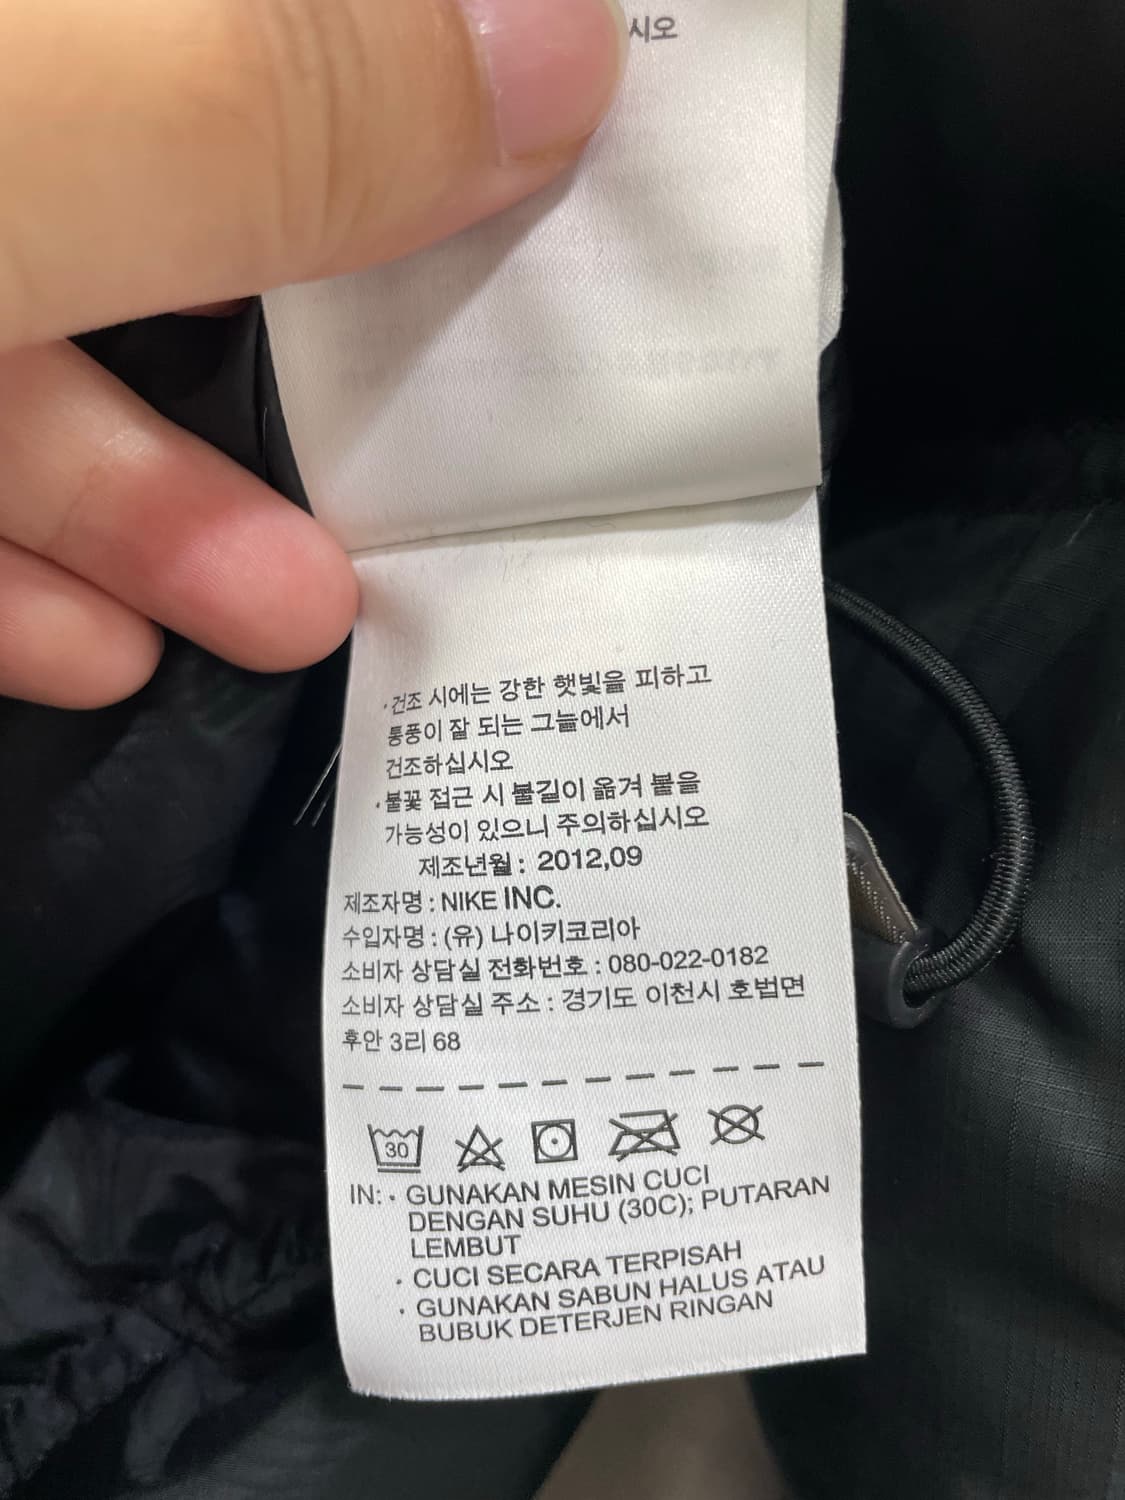 시오
·건조 시에는 강한 햇빛을 피하고
통풍이 잘 되는 그늘에서
건조하십시오
·불꽃 접근 시 불길이 옮겨 붙을
가능성이 있으니 주의하십시오
제조년월 : 2012,09
제조자명 : NIKE INC.
수입자명 : (유) 나이키코리아
소비자 상담실 전화번호 : 080-022-0182
소비자 상담실 주소 : 경기도 이천시 호법면
후안 3리 68
30
IN: · GUNAKAN MESIN CUCI
DENGAN SUHU (30C); PUTARAN
LEMBUT
· CUCI SECARA TERPISAH
· GUNAKAN SABUN HALUS ATAU
BUBUK DETERJEN RINGAN